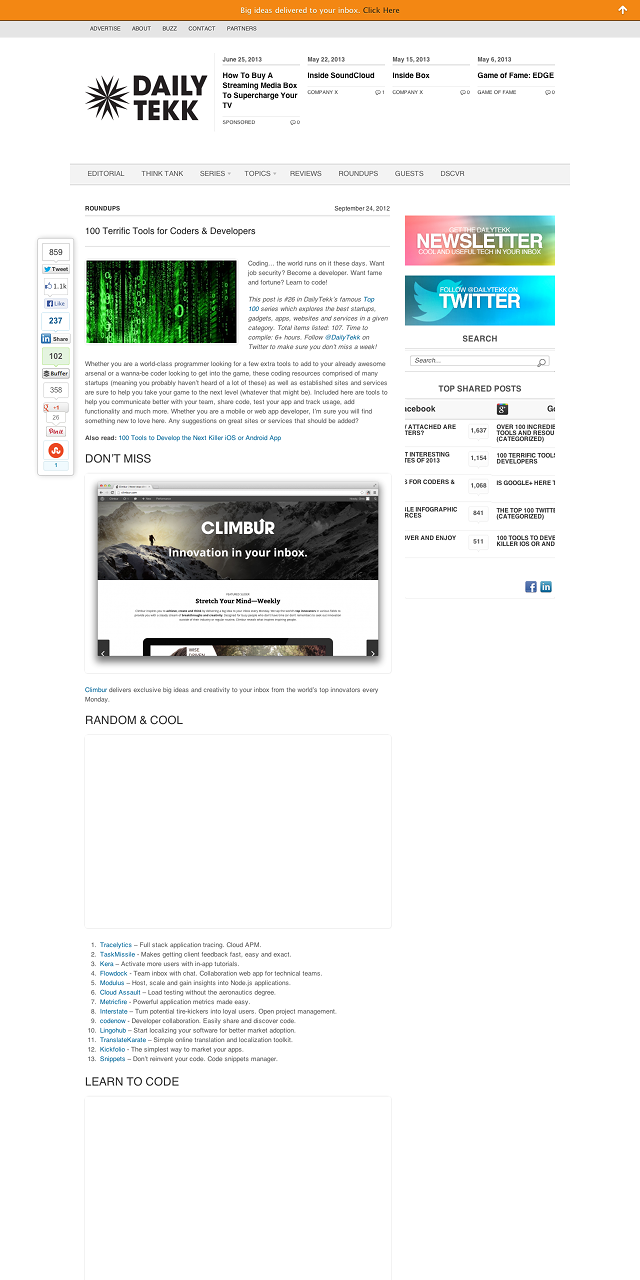 Big ideas delivered to your inbox. Click Here
ADVERTISE ABOUT BUZZ CONTACT PARTNERS
DAILY
TEKK
June 25, 2013
How To Buy A
Streaming Media Box
To Supercharge Your
TV
SPONSORED 0
May 22, 2013
Inside SoundCloud
COMPANY X 1
May 15, 2013
Inside Box
COMPANY X 0
May 6, 2013
Game of Fame: EDGE
GAME OF FAME 0
EDITORIAL THINK TANK SERIES TOPICS REVIEWS ROUNDUPS GUESTS DSCVR
ROUNDUPS September 24, 2012
100 Terrific Tools for Coders & Developers
859
Tweet
1.1k
Like
237
Share
102
Buffer
358
+1
26
Pinit
1
Coding… the world runs on it these days. Want
job security? Become a developer. Want fame
and fortune? Learn to code!
This post is #26 in DailyTekk's famous Top
100 series which explores the best startups,
gadgets, apps, websites and services in a given
category. Total items listed: 107. Time to
compile: 6+ hours. Follow @DailyTekk on
Twitter to make sure you don't miss a week!
Whether you are a world-class programmer looking for a few extra tools to add to your already awesome
arsenal or a wanna-be coder looking to get into the game, these coding resources comprised of many
startups (meaning you probably haven't heard of a lot of these) as well as established sites and services
are sure to help you take your game to the next level (whatever that might be). Included here are tools to
help you communicate better with your team, share code, test your app and track usage, add
functionality and much more. Whether you are a mobile or web app developer, I'm sure you will find
something new to love here. Any suggestions on great sites or services that should be added?
Also read: 100 Tools to Develop the Next Killer iOS or Android App
DON'T MISS
CLIMBUR
Innovation in your inbox.
Stretch Your Mind—Weekly
Climbur delivers exclusive big ideas and creativity to your inbox from the world's top innovators every
Monday.
RANDOM & COOL
1. Tracelytics – Full stack application tracing. Cloud APM.
2. TaskMissile - Makes getting client feedback fast, easy and exact.
3. Kera – Activate more users with in-app tutorials.
4. Flowdock - Team inbox with chat. Collaboration web app for technical teams.
5. Modulus – Host, scale and gain insights into Node.js applications.
6. Cloud Assault – Load testing without the aeronautics degree.
7. Metricfire - Powerful application metrics made easy.
8. Interstate – Turn potential tire-kickers into loyal users. Open project management.
9. codenow - Developer collaboration. Easily share and discover code.
10. Lingohub – Start localizing your software for better market adoption.
11. TranslateKarate – Simple online translation and localization toolkit.
12. Kickfolio - The simplest way to market your apps.
13. Snippets – Don't reinvent your code. Code snippets manager.
LEARN TO CODE
GET THE DAILYTEKK
NEWSLETTER
COOL AND USEFUL TECH IN YOUR INBOX
FOLLOW @DAILYTEKK ON
TWITTER
SEARCH
Search...
TOP SHARED POSTS
acebook Go
Y ATTACHED ARE
TERS?
1,637
OVER 100 INCREDIB
TOOLS AND RESOU
(CATEGORIZED)
T INTERESTING
TES OF 2013
1,154
100 TERRIFIC TOOLS
DEVELOPERS
S FOR CODERS &
1,068
IS GOOGLE+ HERE T
LE INFOGRAPHIC
RCES
841
THE TOP 100 TWITTE
(CATEGORIZED)
OVER AND ENJOY
511
100 TOOLS TO DEVE
KILLER IOS OR AND